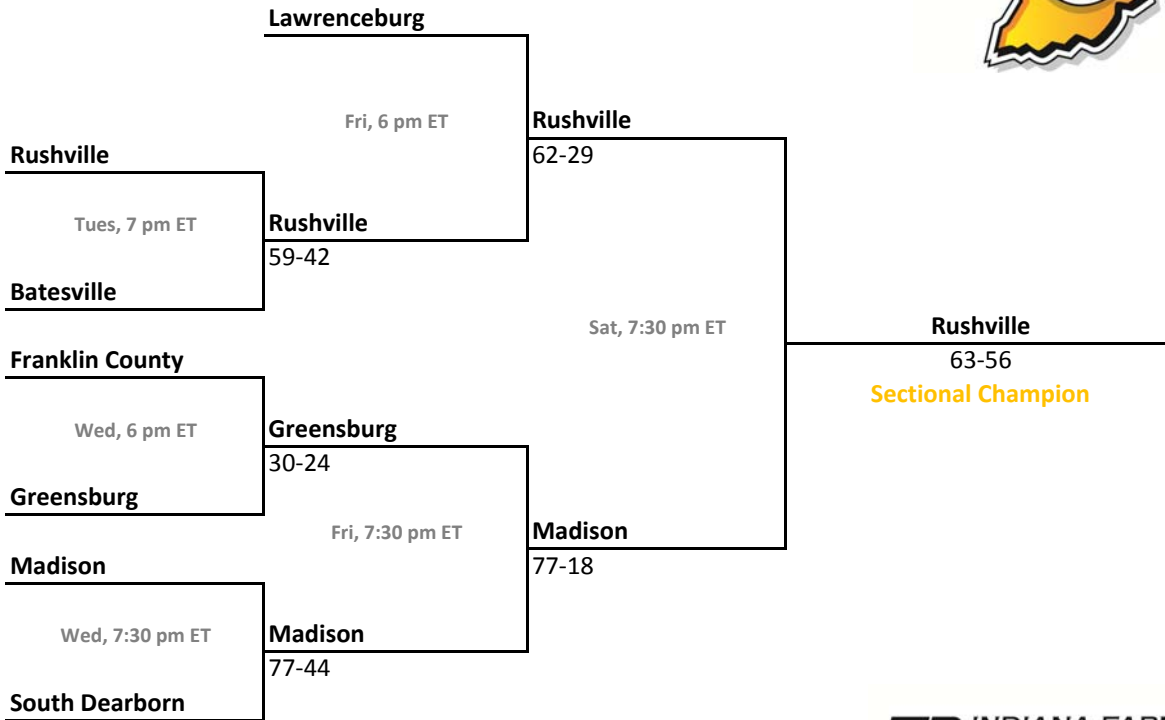 Lawrenceburg
Fri, 6 pm ET
Rushville
62-29
Rushville
Tues, 7 pm ET
Rushville
59-42
Batesville
Sat, 7:30 pm ET
Rushville
63-56
Sectional Champion
Franklin County
Wed, 6 pm ET
Greensburg
30-24
Greensburg
Fri, 7:30 pm ET
Madison
77-18
Madison
Wed, 7:30 pm ET
Madison
77-44
South Dearborn
INDIANA